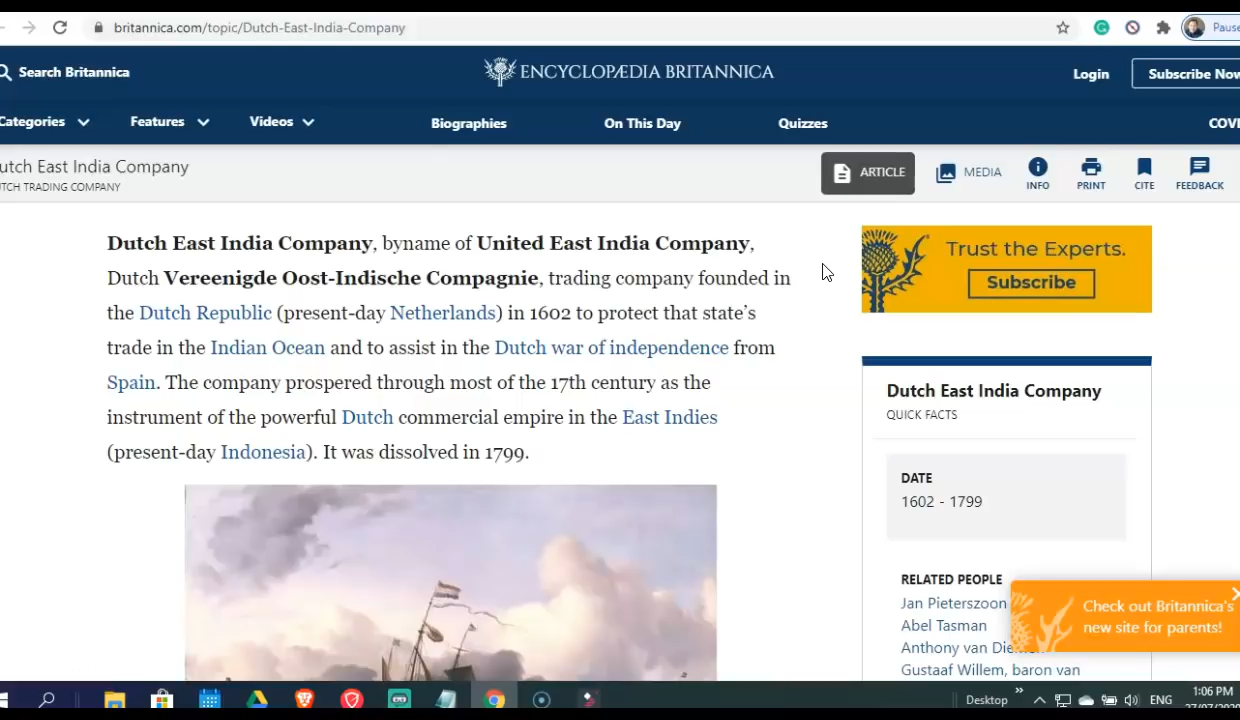 britannica.com/topic/Dutch-East-India-Company
Pause
Search Britannica
ENCYCLOPÆDIA BRITANNICA
Login
Subscribe Now
Categories
Features
Videos
Biographies
On This Day
Quizzes
COVI
utch East India Company
TCH TRADING COMPANY
ARTICLE
MEDIA
INFO
PRINT
CITE
FEEDBACK
Dutch East India Company, byname of United East India Company,
Dutch Vereenigde Oost-Indische Compagnie, trading company founded in
the Dutch Republic (present-day Netherlands) in 1602 to protect that state's
trade in the Indian Ocean and to assist in the Dutch war of independence from
Spain. The company prospered through most of the 17th century as the
instrument of the powerful Dutch commercial empire in the East Indies
(present-day Indonesia). It was dissolved in 1799.
Trust the Experts.
Subscribe
Dutch East India Company
QUICK FACTS
DATE
1602 - 1799
RELATED PEOPLE
Jan Pieterszoon
Abel Tasman
Anthony van
Gustaaf Willem, baron van
Check out Britannica's
new site for parents!
Desktop
ENG
1:06 PM